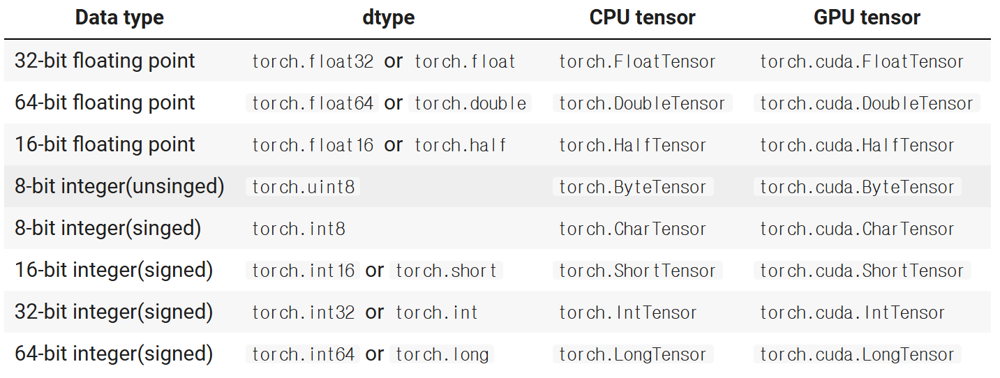 Data type dtype CPU tensor GPU tensor
32-bit floating point torch.float32 or torch.float torch.FloatTensor torch.cuda.FloatTensor
64-bit floating point torch.float64 or torch.double torch.DoubleTensor torch.cuda.DoubleTensor
16-bit floating point torch.float16 or torch.half torch.HalfTensor torch.cuda.HalfTensor
8-bit integer(unsinged) torch.uint8 torch.ByteTensor torch.cuda.ByteTensor
8-bit integer(singed) torch.int8 torch.CharTensor torch.cuda.CharTensor
16-bit integer(signed) torch.int16 or torch.short torch.ShortTensor torch.cuda.ShortTensor
32-bit integer(signed) torch.int32 or torch.int torch.IntTensor torch.cuda.IntTensor
64-bit integer(signed) torch.int64 or torch.long torch.LongTensor torch.cuda.LongTensor